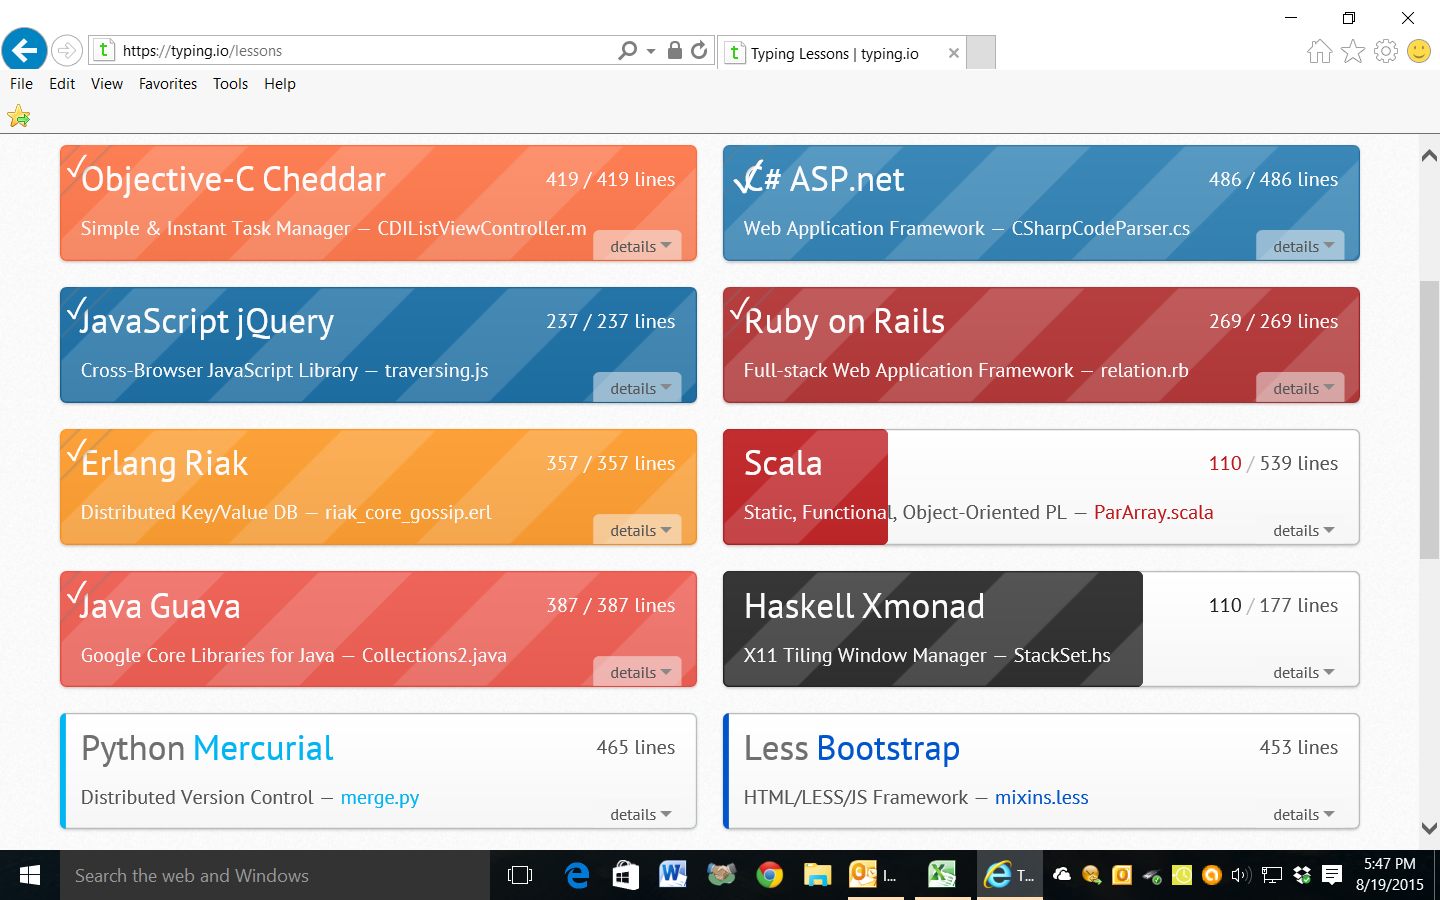 https://typing.io/lessons
Typing Lessons | typing.io
File Edit View Favorites Tools Help
Objective-C Cheddar 419 / 419 lines
Simple & Instant Task Manager — CDIListViewController.m
details
C# ASP.net 486 / 486 lines
Web Application Framework — CSharpCodeParser.cs
details
JavaScript jQuery 237 / 237 lines
Cross-Browser JavaScript Library — traversing.js
details
Ruby on Rails 269 / 269 lines
Full-stack Web Application Framework — relation.rb
details
Erlang Riak 357 / 357 lines
Distributed Key/Value DB — riak_core_gossip.erl
details
Scala 110 / 539 lines
Static, Functional, Object-Oriented PL — ParArray.scala
details
Java Guava 387 / 387 lines
Google Core Libraries for Java — Collections2.java
details
Haskell Xmonad 110 / 177 lines
X11 Tiling Window Manager — StackSet.hs
details
Python Mercurial 465 lines
Distributed Version Control — merge.py
details
Less Bootstrap 453 lines
HTML/LESS/JS Framework — mixins.less
details
Search the web and Windows
I...
T...
5:47 PM
8/19/2015